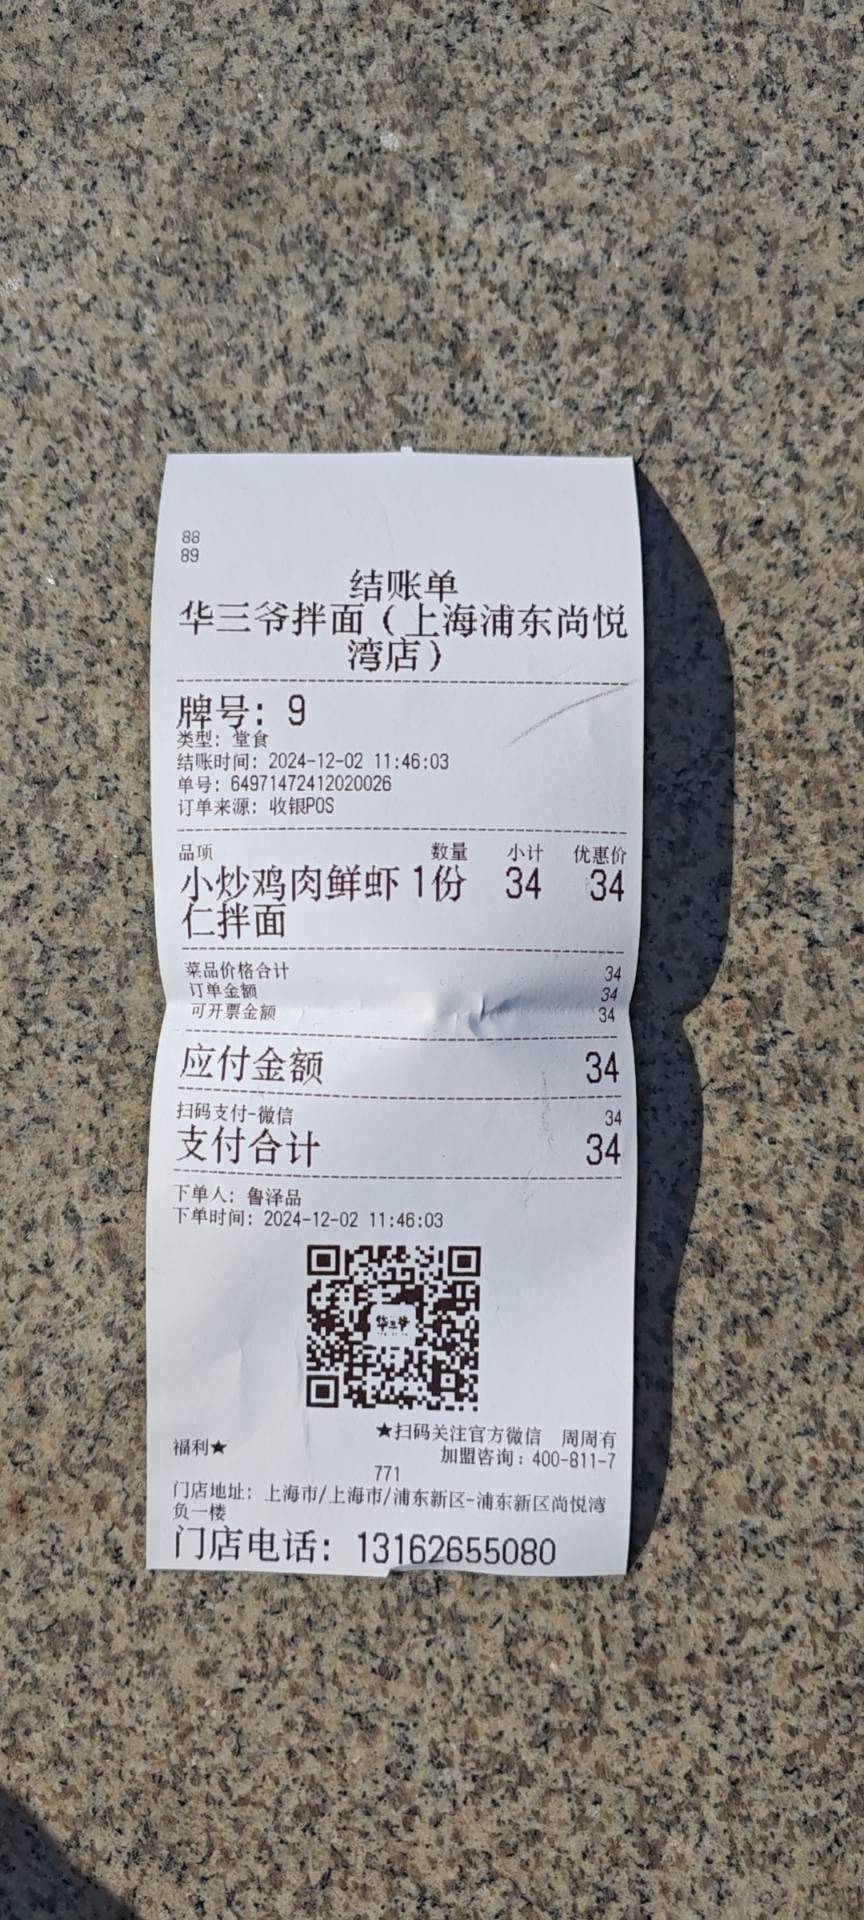 88
89
结账单
华三爷拌面（上海浦东尚悦
湾店）
牌号: 9
类型: 堂食
结账时间: 2024-12-02 11:46:03
单号: 64971472412020026
订单来源: 收银POS
品项 数量 小计 优惠价
小炒鸡肉鲜虾 1份 34 34
仁拌面
菜品价格合计 34
订单金额 34
可开票金额 34
应付金额 34
扫码支付-微信 34
支付合计 34
下单人: 鲁泽品
下单时间: 2024-12-02 11:46:03
华三爷
★扫码关注官方微信 周周有
福利★
加盟咨询: 400-811-7
771
门店地址: 上海市/上海市/浦东新区-浦东新区尚悦湾
负一楼
门店电话: 13162655080